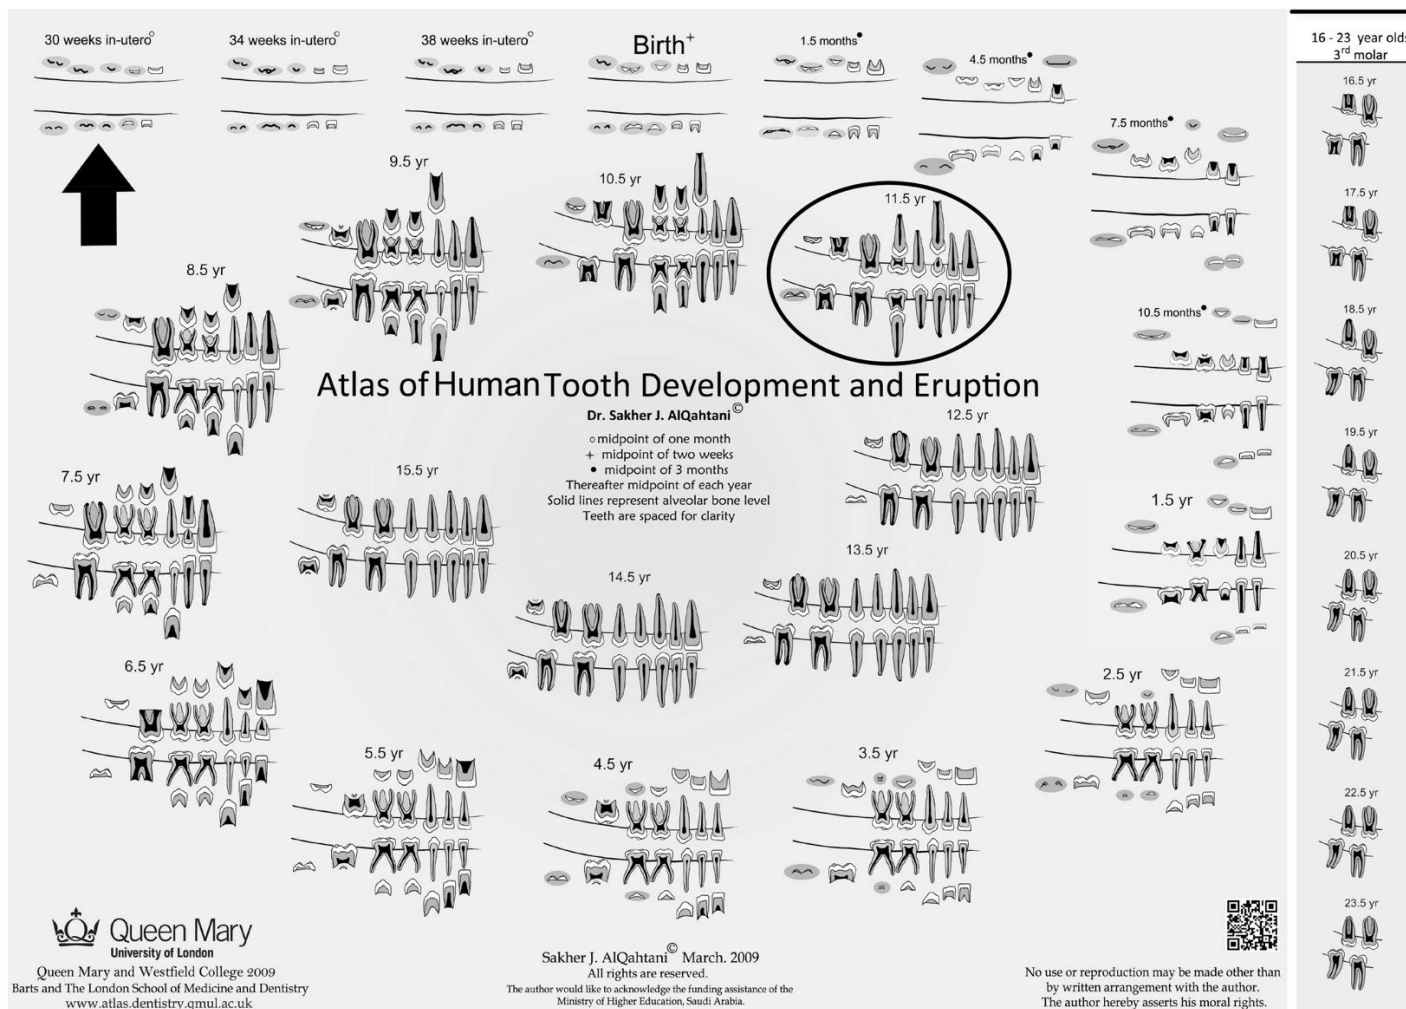 30 weeks in-utero○
34 weeks in-utero○
38 weeks in-utero○
Birth+
1.5 months●
4.5 months●
7.5 months●
9.5 yr
10.5 yr
11.5 yr
8.5 yr
10.5 months●
Atlas of Human Tooth Development and Eruption
Dr. Sakher J. AlQahtani©
○ midpoint of one month
+ midpoint of two weeks
● midpoint of 3 months
Thereafter midpoint of each year
Solid lines represent alveolar bone level
Teeth are spaced for clarity
12.5 yr
7.5 yr
15.5 yr
1.5 yr
13.5 yr
14.5 yr
6.5 yr
2.5 yr
5.5 yr
4.5 yr
3.5 yr
Queen Mary
University of London
Queen Mary and Westfield College 2009
Barts and The London School of Medicine and Dentistry
www.atlas.dentistry.qmul.ac.uk
Sakher J. AlQahtani© March. 2009
All rights are reserved.
The author would like to acknowledge the funding assistance of the
Ministry of Higher Education, Saudi Arabia.
No use or reproduction may be made other than
by written arrangement with the author.
The author hereby asserts his moral rights.
16 - 23 year olds
3rd molar
16.5 yr
17.5 yr
18.5 yr
19.5 yr
20.5 yr
21.5 yr
22.5 yr
23.5 yr